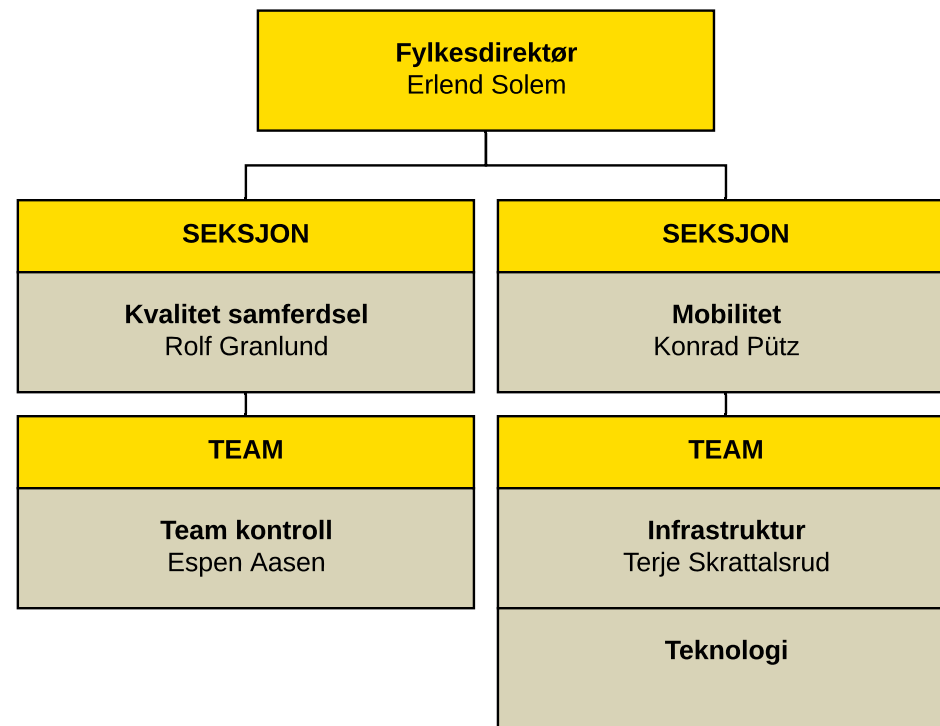 Fylkesdirektør
Erlend Solem
SEKSJON
Kvalitet samferdsel
Rolf Granlund
TEAM
Team kontroll
Espen Aasen
SEKSJON
Mobilitet
Konrad Pütz
TEAM
Infrastruktur
Terje Skrattalsrud
Teknologi